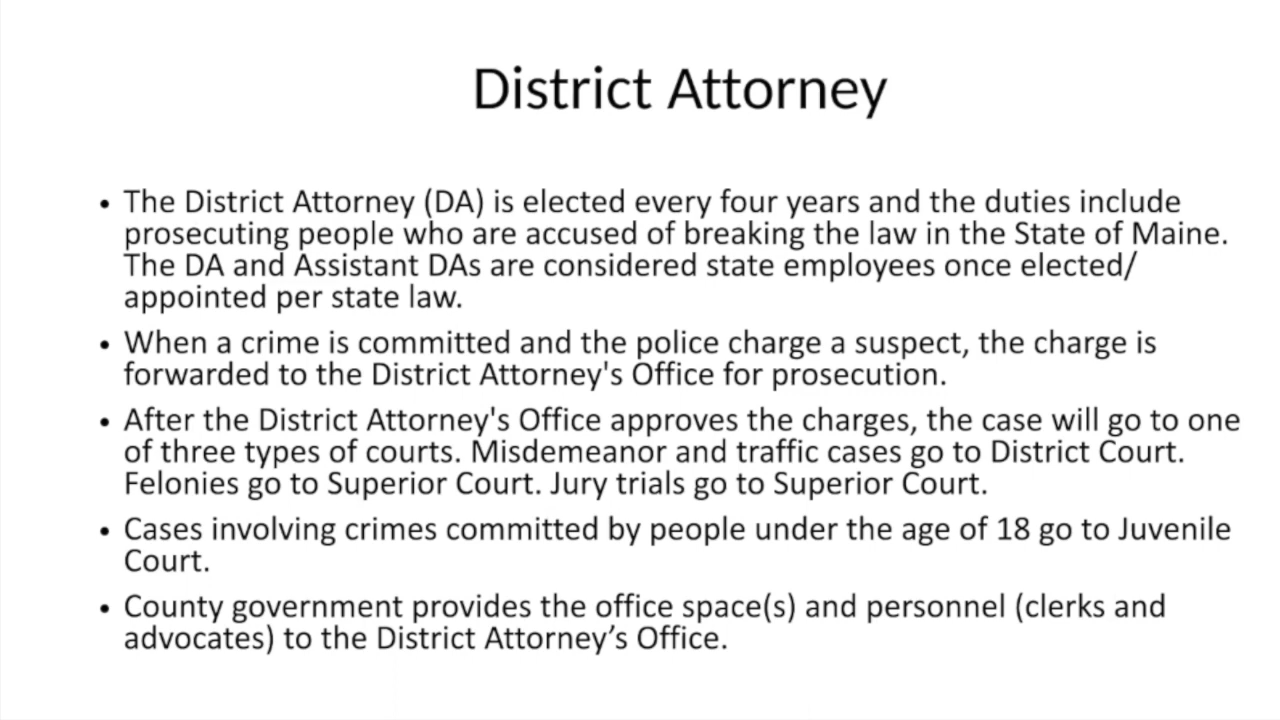 District Attorney
• The District Attorney (DA) is elected every four years and the duties include
prosecuting people who are accused of breaking the law in the State of Maine.
The DA and Assistant DAs are considered state employees once elected/
appointed per state law.
• When a crime is committed and the police charge a suspect, the charge is
forwarded to the District Attorney's Office for prosecution.
• After the District Attorney's Office approves the charges, the case will go to one
of three types of courts. Misdemeanor and traffic cases go to District Court.
Felonies go to Superior Court. Jury trials go to Superior Court.
• Cases involving crimes committed by people under the age of 18 go to Juvenile
Court.
• County government provides the office space(s) and personnel (clerks and
advocates) to the District Attorney’s Office.